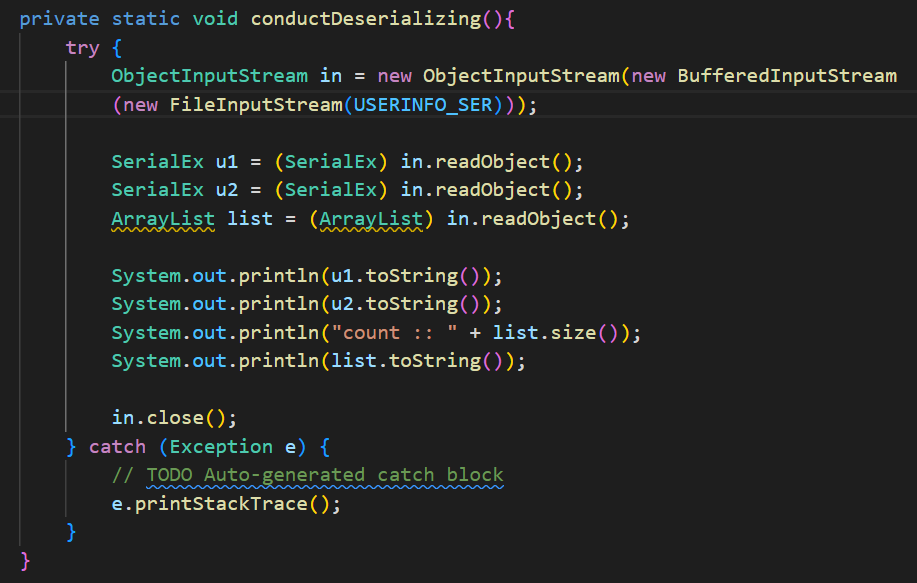 private static void conductDeserializing(){
try {
ObjectInputStream in = new ObjectInputStream(new BufferedInputStream
(new FileInputStream(USERINFO_SER)));
SerialEx u1 = (SerialEx) in.readObject();
SerialEx u2 = (SerialEx) in.readObject();
ArrayList list = (ArrayList) in.readObject();
System.out.println(u1.toString());
System.out.println(u2.toString());
System.out.println("count :: " + list.size());
System.out.println(list.toString());
in.close();
} catch (Exception e) {
// TODO Auto-generated catch block
e.printStackTrace();
}
}